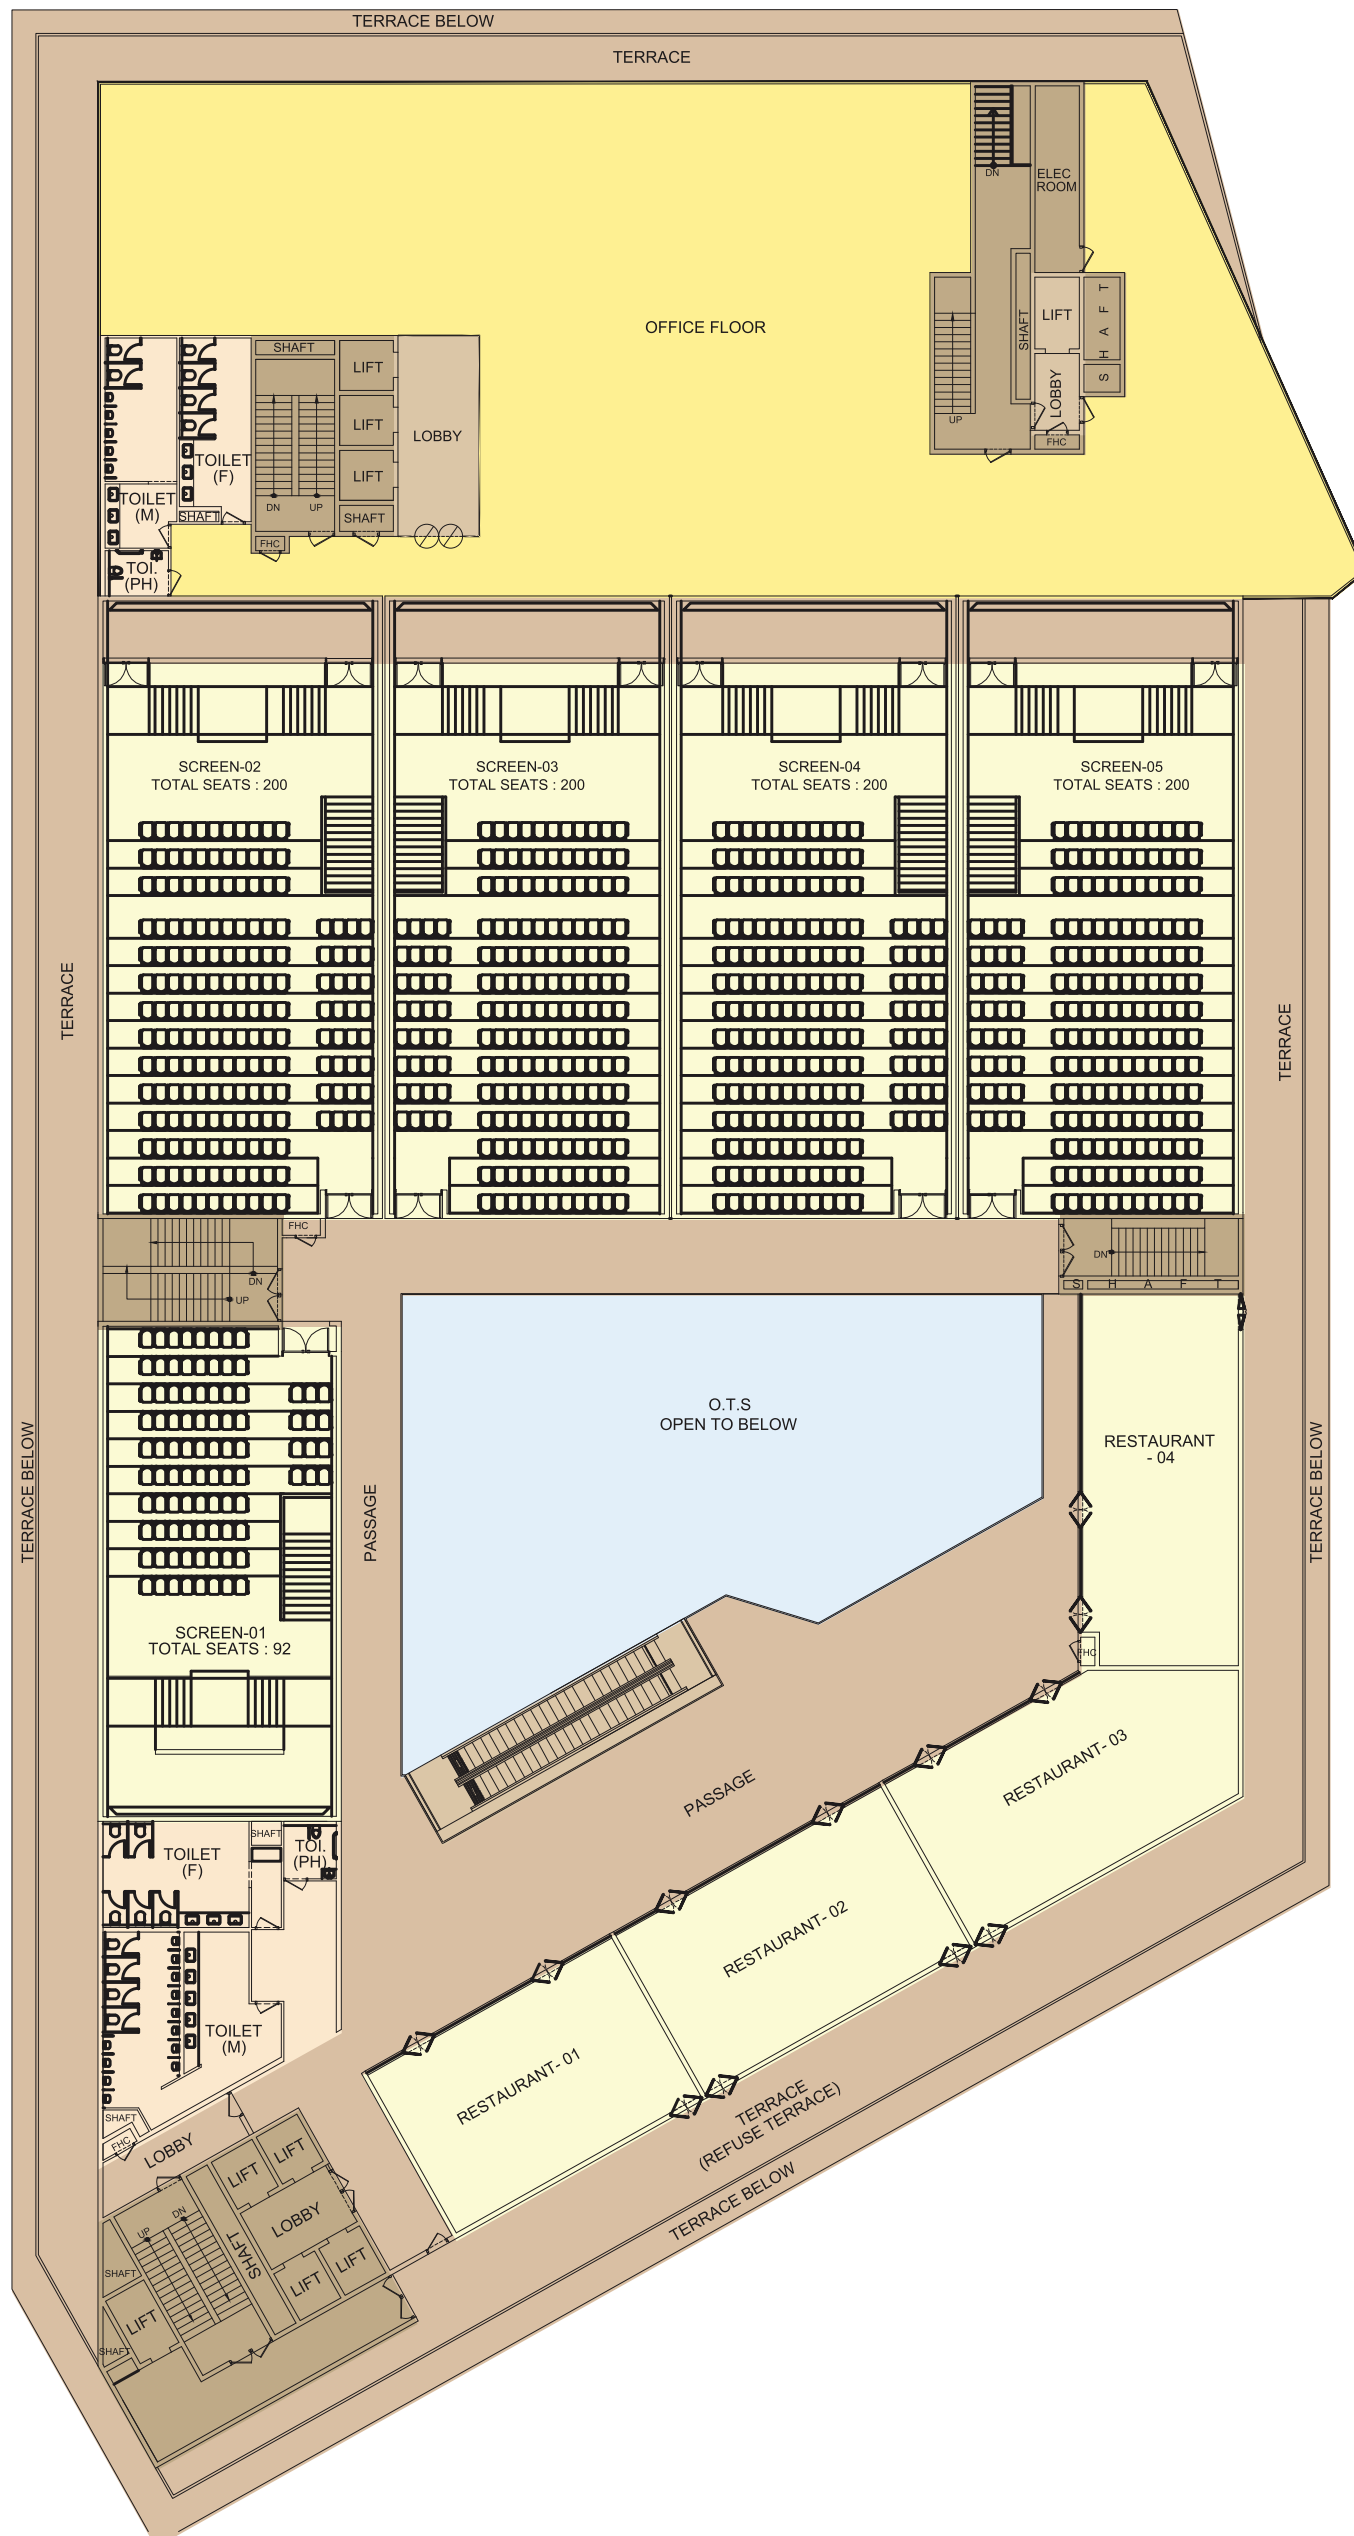 TERRACE BELOW
TERRACE
DN
ELEC
ROOM
OFFICE FLOOR
SHAFT
LIFT
SHAFT
LOBBY
UP
FHC
SHAFT
LIFT
LIFT
LIFT
LOBBY
SHAFT
TOILET
(F)
TOILET
(M)
SHAFT
DN
UP
FHC
TOI.
(PH)
SCREEN-02
TOTAL SEATS : 200
SCREEN-03
TOTAL SEATS : 200
SCREEN-04
TOTAL SEATS : 200
SCREEN-05
TOTAL SEATS : 200
TERRACE
TERRACE
FHC
DN
UP
DN
SHAFT
O.T.S
OPEN TO BELOW
RESTAURANT
- 04
TERRACE BELOW
PASSAGE
TERRACE BELOW
SCREEN-01
TOTAL SEATS : 92
FHC
RESTAURANT- 03
PASSAGE
SHAFT
TOI.
(PH)
TOILET
(F)
RESTAURANT- 02
TOILET
(M)
RESTAURANT- 01
TERRACE
(REFUSE TERRACE)
TERRACE BELOW
SHAFT
FHC
LOBBY
LIFT
LIFT
LOBBY
SHAFT
LIFT
LIFT
UP
DN
SHAFT
LIFT
SHAFT